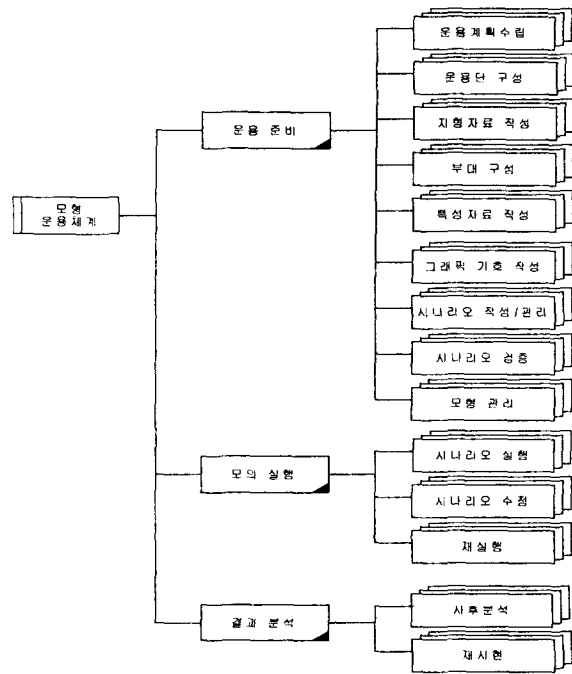 운용계획수립
운용단 구성
지형자료 작성
운용 준비
부대 구성
특성자료 작성
모형
운용체계
그래픽 기호 작성
시나리오 작성/관리
시나리오 검증
모형 관리
시나리오 실행
모의 실행
시나리오 수정
재실행
사후분석
결과 분석
재시현